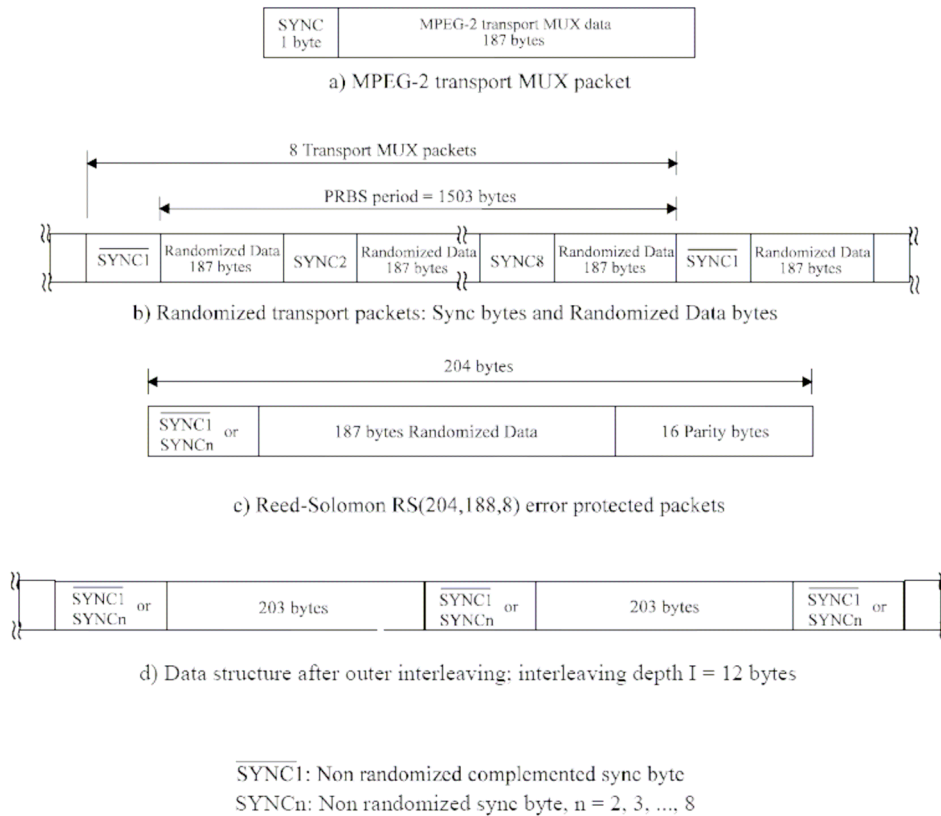 SYNC
1 byte
MPEG-2 transport MUX data
187 bytes
a) MPEG-2 transport MUX packet
8 Transport MUX packets
PRBS period = 1503 bytes
SYNC1
Randomized Data
187 bytes
SYNC2
Randomized Data
187 bytes
SYNC8
Randomized Data
187 bytes
SYNC1
Randomized Data
187 bytes
b) Randomized transport packets: Sync bytes and Randomized Data bytes
204 bytes
SYNC1 or
SYNCn
187 bytes Randomized Data
16 Parity bytes
c) Reed-Solomon RS(204,188,8) error protected packets
SYNC1 or
SYNCn
203 bytes
SYNC1 or
SYNCn
203 bytes
SYNC1 or
SYNCn
d) Data structure after outer interleaving: interleaving depth I = 12 bytes
SYNC1: Non randomized complemented sync byte
SYNCn: Non randomized sync byte, n = 2, 3, ..., 8